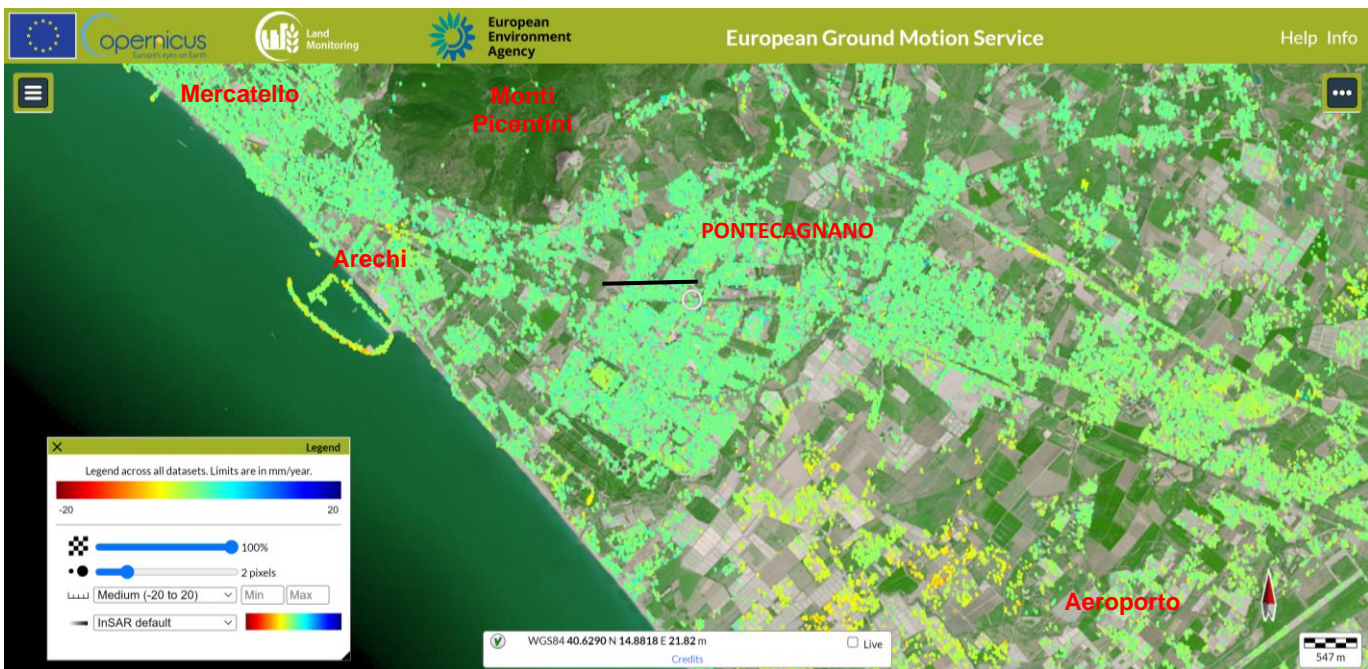 Copernicus
Europe's eyes on Earth
Land
Monitoring
European
Environment
Agency
European Ground Motion Service
Help Info
Mercatello
Monti
Picentini
PONTECAGNANO
Arechi
Aeroporto
Legend
Legend across all datasets. Limits are in mm/year.
-20 20
100%
2 pixels
Medium (-20 to 20) Min Max
InSAR default
WGS84 40.6290 N 14.8818 E 21.82 m Live
Credits
547 m